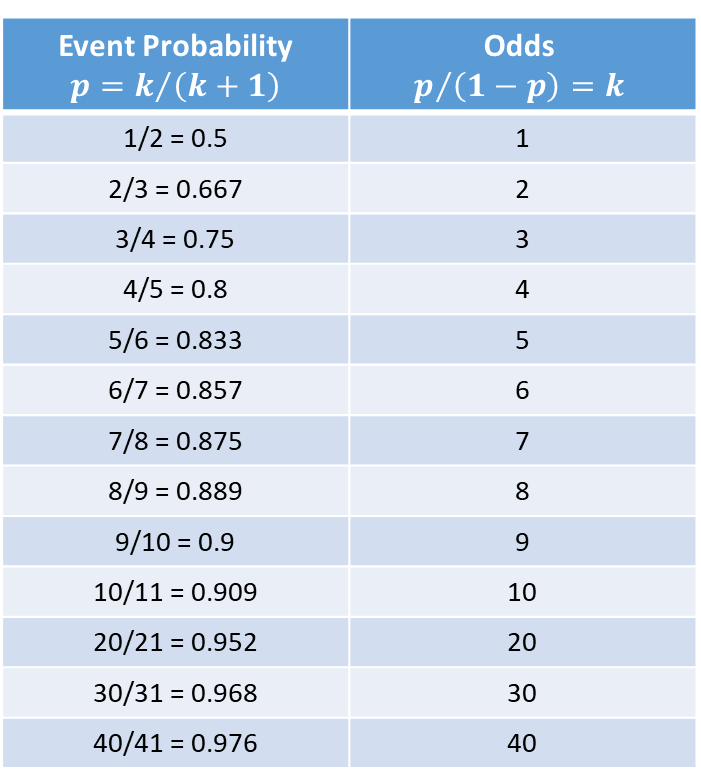 Event Probability Odds
p = k/(k + 1) p/(1 − p) = k
1/2 = 0.5 1
2/3 = 0.667 2
3/4 = 0.75 3
4/5 = 0.8 4
5/6 = 0.833 5
6/7 = 0.857 6
7/8 = 0.875 7
8/9 = 0.889 8
9/10 = 0.9 9
10/11 = 0.909 10
20/21 = 0.952 20
30/31 = 0.968 30
40/41 = 0.976 40